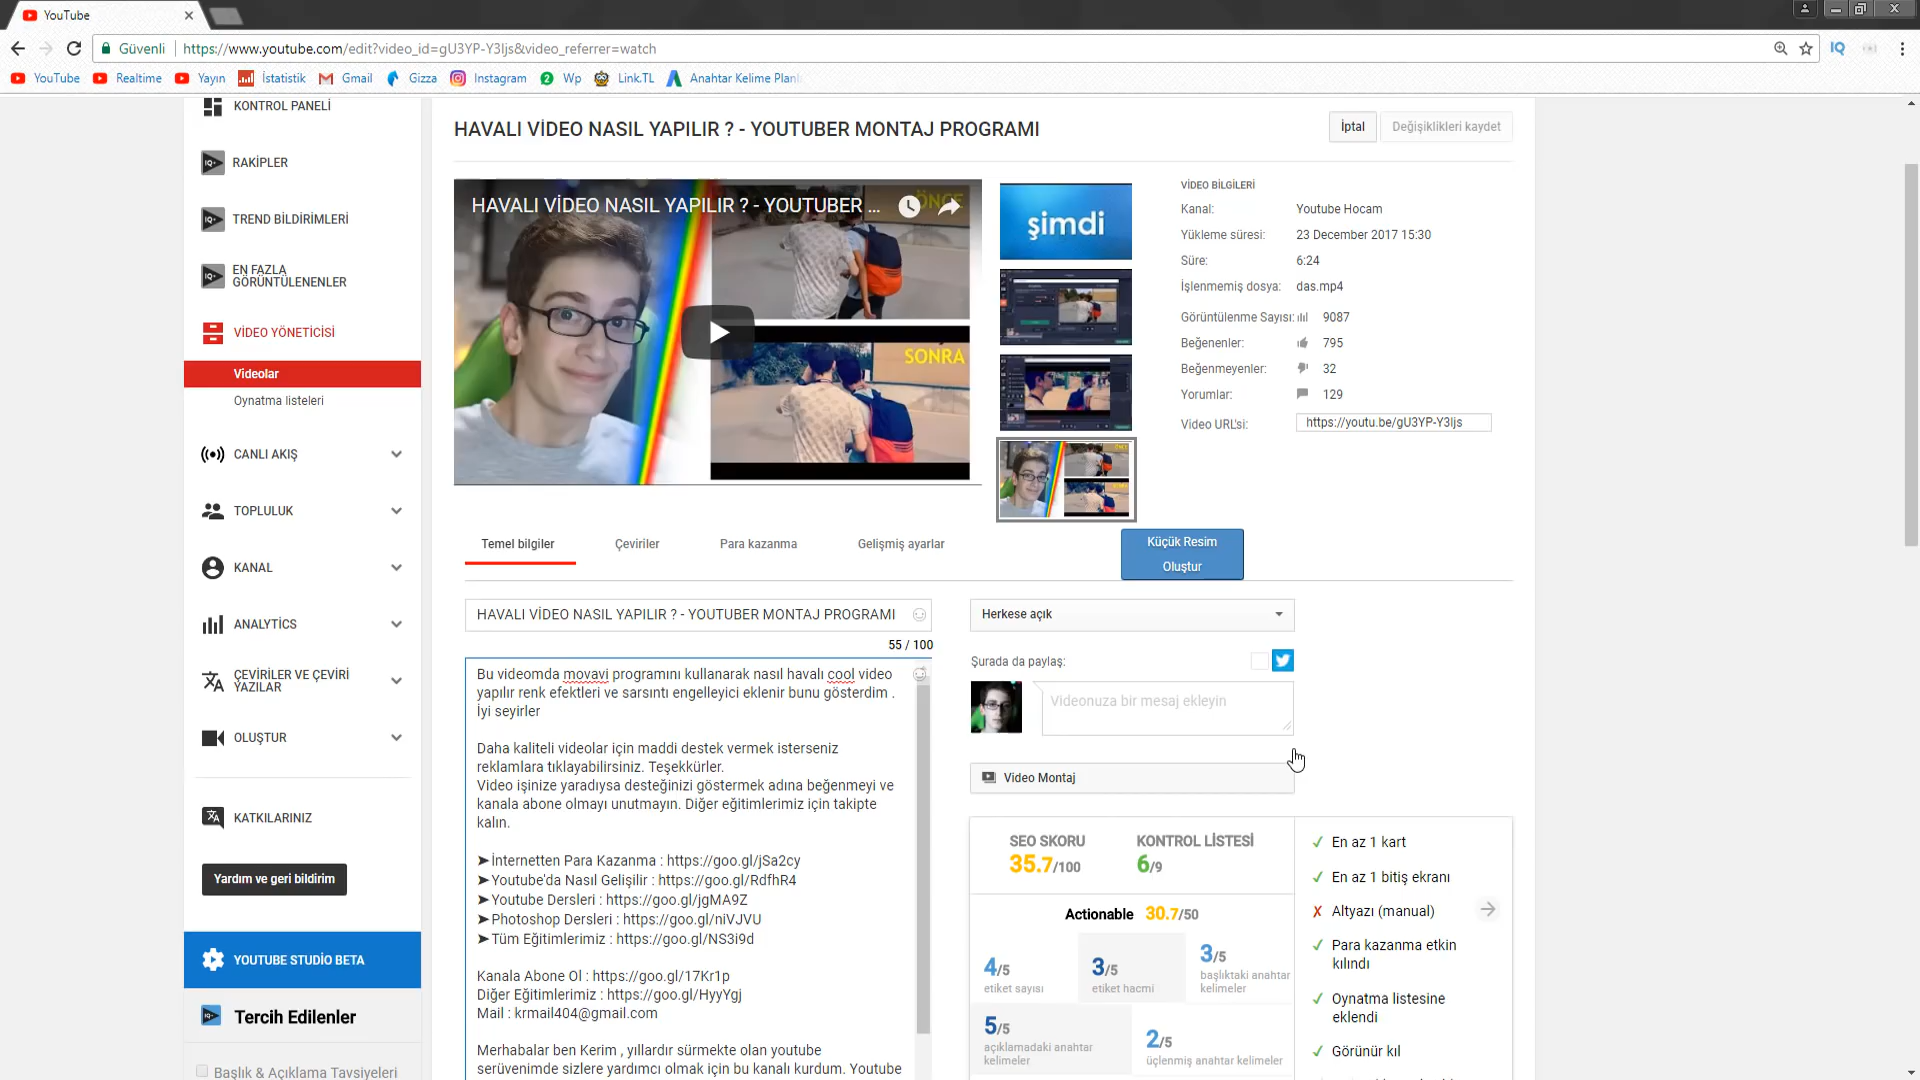 YouTube
Güvenli
https://www.youtube.com/edit?video_id=gU3YP-Y3Ijs&video_referrer=watch
IQ
YouTube
Realtime
Yayın
İstatistik
Gmail
Gizza
Instagram
2
Wp
Link.TL
Anahtar Kelime Planl
KONTROL PANELİ
RAKİPLER
TREND BİLDİRİMLERİ
EN FAZLA
GÖRÜNTÜLENENLER
VİDEO YÖNETİCİSİ
Videolar
Oynatma listeleri
CANLI AKIŞ
TOPLULUK
KANAL
ANALYTICS
ÇEVİRİLER VE ÇEVİRİ
YAZILAR
OLUŞTUR
KATKILARINIZ
Yardım ve geri bildirim
YOUTUBE STUDIO BETA
Tercih Edilenler
Başlık & Açıklama Tavsiyeleri
HAVALI VİDEO NASIL YAPILIR ? - YOUTUBER MONTAJ PROGRAMI
İptal
Değişiklikleri kaydet
HAVALI VİDEO NASIL YAPILIR ? - YOUTUBER ...
ÖNCE
SONRA
şimdi
VİDEO BİLGİLERİ
Kanal: Youtube Hocam
Yükleme süresi: 23 December 2017 15:30
Süre: 6:24
İşlenmemiş dosya: das.mp4
Görüntülenme Sayısı: 9087
Beğenenler: 795
Beğenmeyenler: 32
Yorumlar: 129
Video URL'si: https://youtu.be/gU3YP-Y3Ijs
Temel bilgiler
Çeviriler
Para kazanma
Gelişmiş ayarlar
Küçük Resim
Oluştur
HAVALI VİDEO NASIL YAPILIR ? - YOUTUBER MONTAJ PROGRAMI
55 / 100
Bu videomda movavi programını kullanarak nasıl havalı cool video
yapılır renk efektleri ve sarsıntı engelleyici eklenir bunu gösterdim .
İyi seyirler
Daha kaliteli videolar için maddi destek vermek isterseniz
reklamlara tıklayabilirsiniz. Teşekkürler.
Video işinize yaradıysa desteğinizi göstermek adına beğenmeyi ve
kanala abone olmayı unutmayın. Diğer eğitimlerimiz için takipte
kalın.
➤İnternetten Para Kazanma : https://goo.gl/jSa2cy
➤Youtube'da Nasıl Gelişilir : https://goo.gl/RdfhR4
➤Youtube Dersleri : https://goo.gl/jgMA9Z
➤Photoshop Dersleri : https://goo.gl/niVJVU
➤Tüm Eğitimlerimiz : https://goo.gl/NS3i9d
Kanala Abone Ol : https://goo.gl/17Kr1p
Diğer Eğitimlerimiz : https://goo.gl/HyyYgj
Mail : krmail404@gmail.com
Merhabalar ben Kerim , yıllardır sürmekte olan youtube
serüvenimde sizlere yardımcı olmak için bu kanalı kurdum. Youtube
Herkese açık
Şurada da paylaş:
Videonuza bir mesaj ekleyin
Video Montaj
SEO SKORU
35.7/100
KONTROL LİSTESİ
6/9
Actionable 30.7/50
4/5
etiket sayısı
3/5
etiket hacmi
3/5
başlıktaki anahtar
kelimeler
5/5
açıklamadaki anahtar
kelimeler
2/5
üçlenmiş anahtar kelimeler
✓ En az 1 kart
✓ En az 1 bitiş ekranı
✗ Altyazı (manual)
✓ Para kazanma etkin
kılındı
✓ Oynatma listesine
eklendi
✓ Görünür kıl